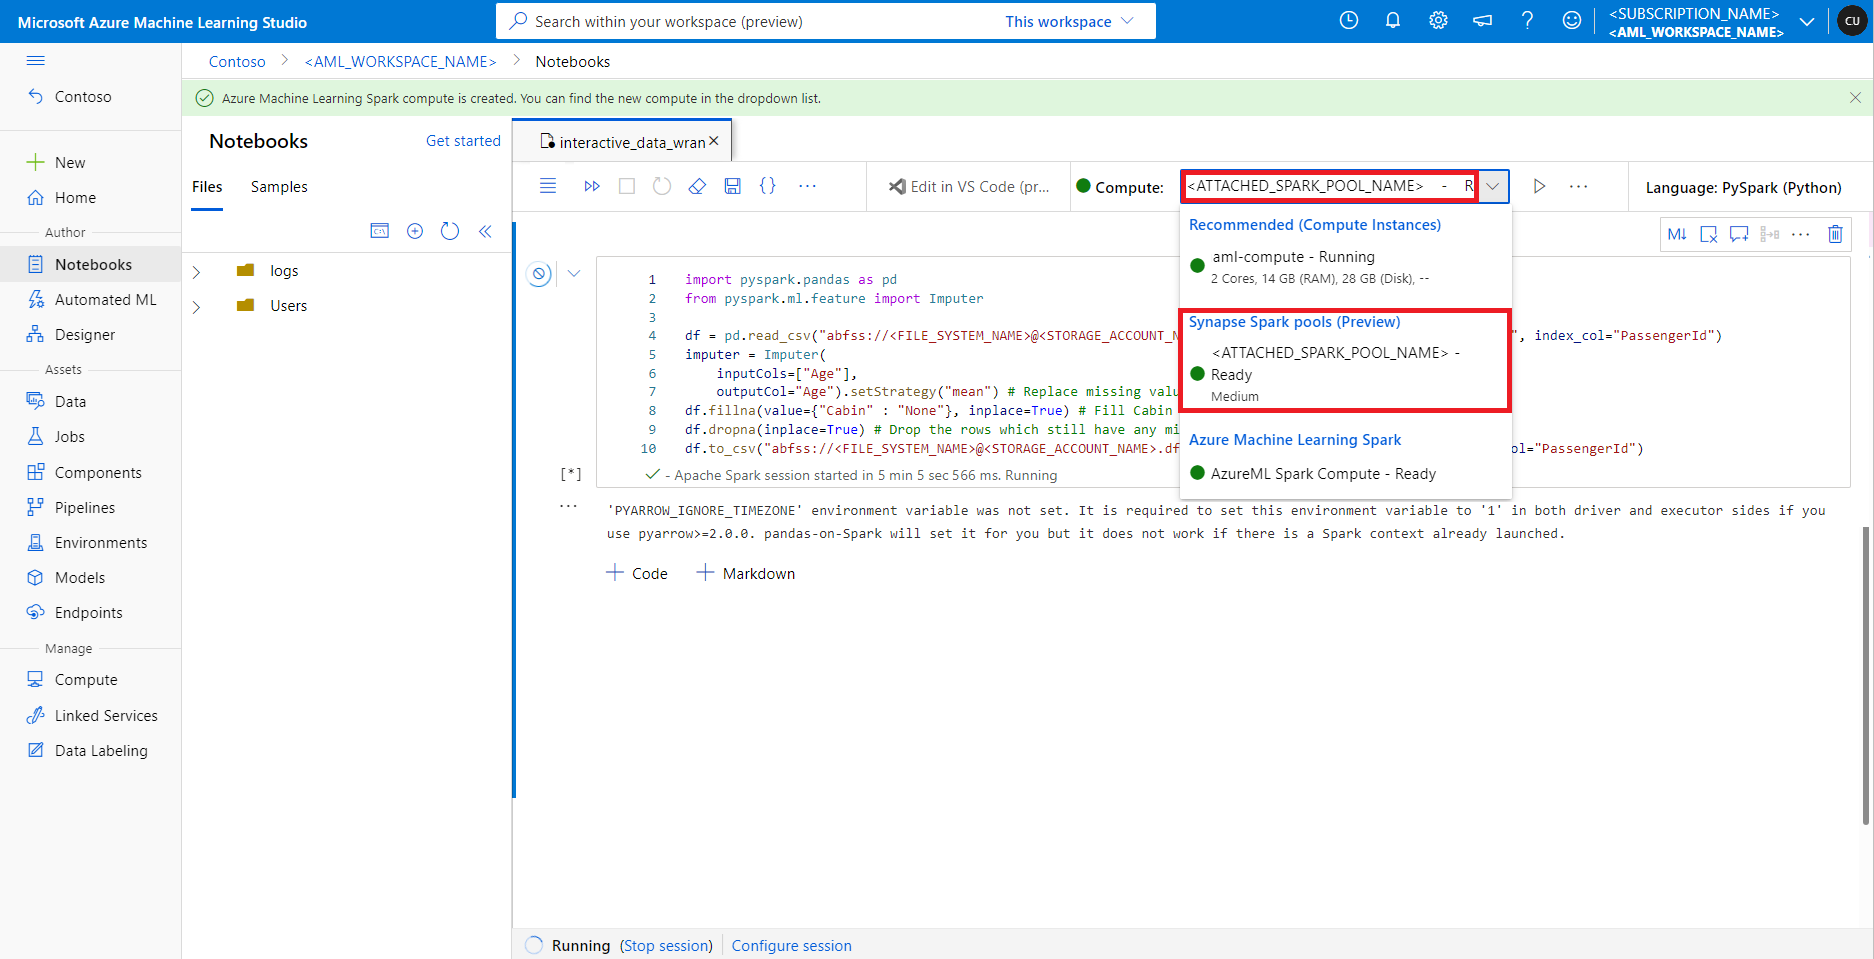 Microsoft Azure Machine Learning Studio
Search within your workspace (preview)
This workspace
<SUBSCRIPTION_NAME>
<AML_WORKSPACE_NAME>
CU
Contoso
<AML_WORKSPACE_NAME>
Notebooks
Azure Machine Learning Spark compute is created. You can find the new compute in the dropdown list.
Contoso
New
Home
Author
Notebooks
Automated ML
Designer
Assets
Data
Jobs
Components
Pipelines
Environments
Models
Endpoints
Manage
Compute
Linked Services
Data Labeling
Notebooks
Get started
Files
Samples
logs
Users
interactive_data_wran
Edit in VS Code (pr...
Compute:
<ATTACHED_SPARK_POOL_NAME> - R
Language: PySpark (Python)
Recommended (Compute Instances)
aml-compute - Running
2 Cores, 14 GB (RAM), 28 GB (Disk), --
Synapse Spark pools (Preview)
<ATTACHED_SPARK_POOL_NAME> -
Ready
Medium
Azure Machine Learning Spark
AzureML Spark Compute - Ready
M↓
1 import pyspark.pandas as pd
2 from pyspark.ml.feature import Imputer
3
4 df = pd.read_csv("abfss://<FILE_SYSTEM_NAME>@<STORAGE_ACCOUNT_N ", index_col="PassengerId")
5 imputer = Imputer(
6 inputCols=["Age"],
7 outputCol="Age").setStrategy("mean") # Replace missing valu
8 df.fillna(value={"Cabin" : "None"}, inplace=True) # Fill Cabin
9 df.dropna(inplace=True) # Drop the rows which still have any mi
10 df.to_csv("abfss://<FILE_SYSTEM_NAME>@<STORAGE_ACCOUNT_NAME>.df ol="PassengerId")
[*]
- Apache Spark session started in 5 min 5 sec 566 ms. Running
'PYARROW_IGNORE_TIMEZONE' environment variable was not set. It is required to set this environment variable to '1' in both driver and executor sides if you
use pyarrow>=2.0.0. pandas-on-Spark will set it for you but it does not work if there is a Spark context already launched.
Code
Markdown
Running (Stop session)
Configure session